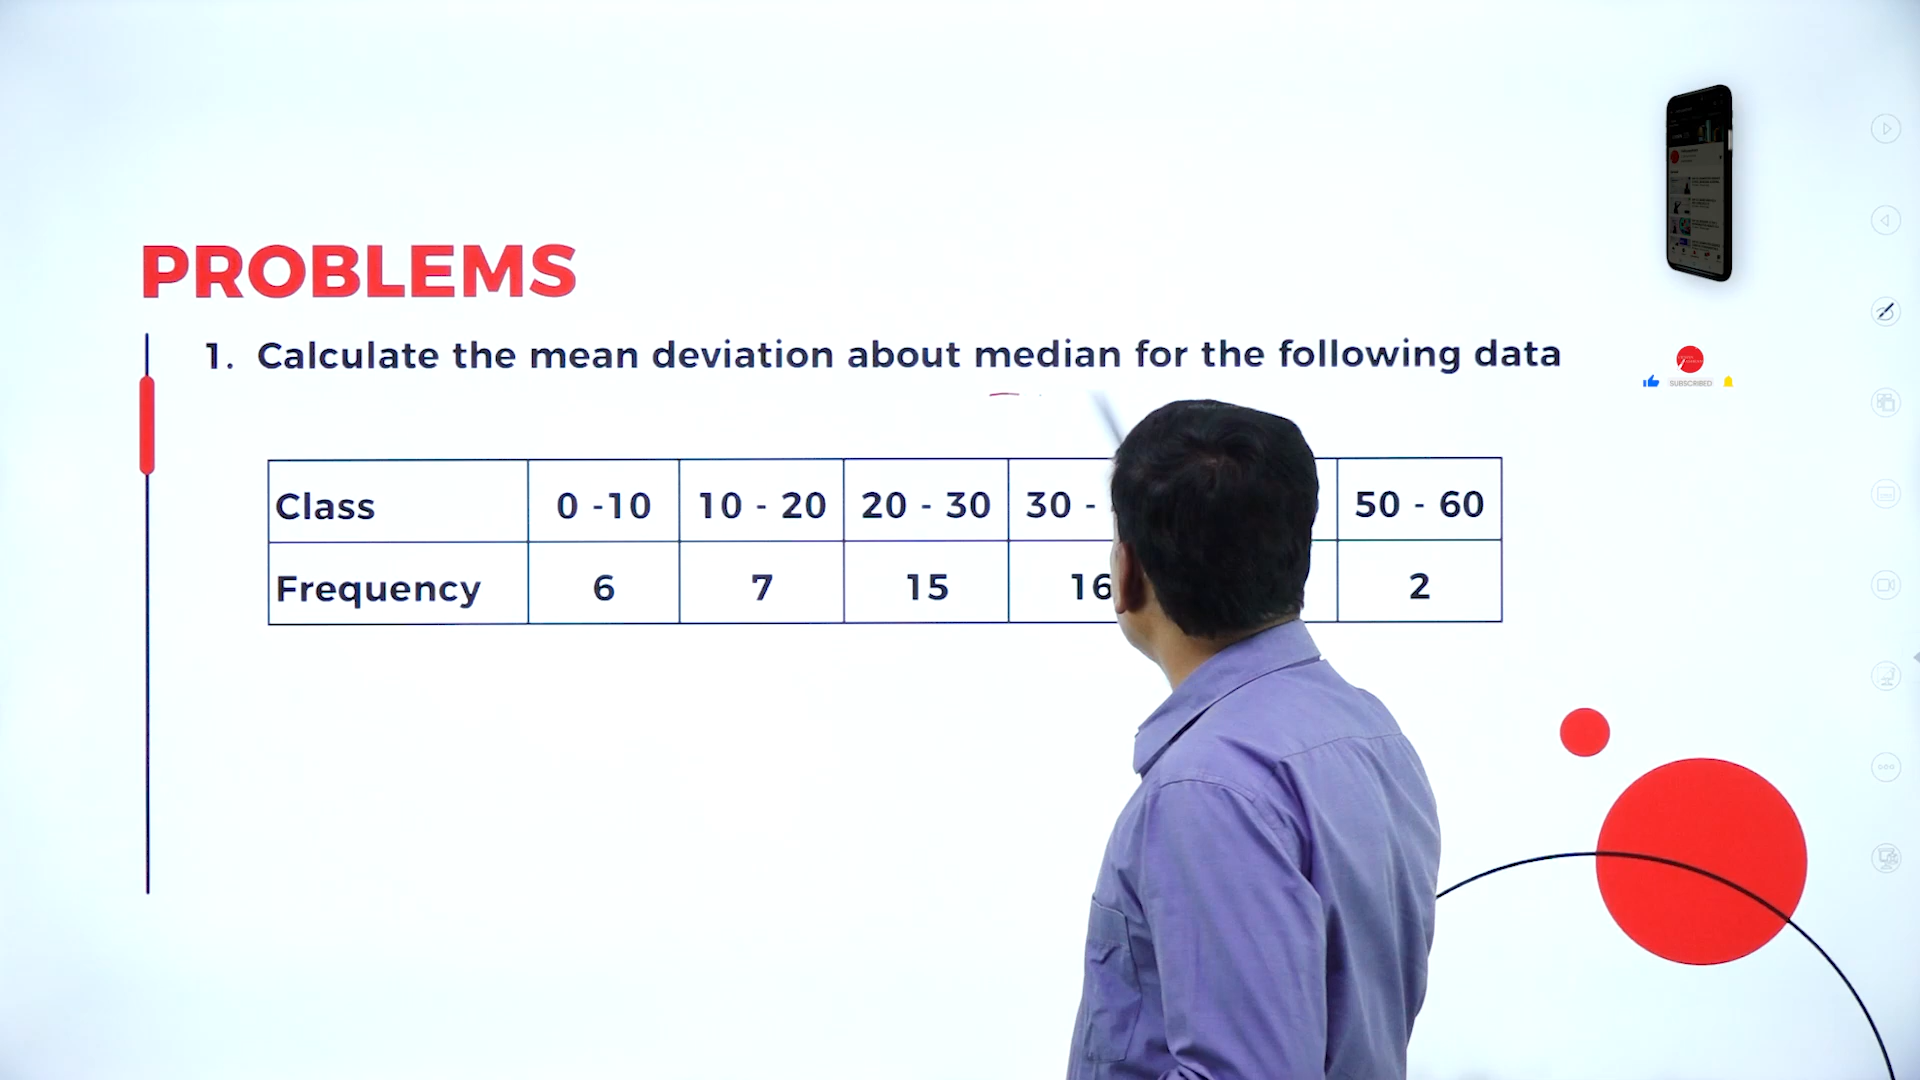 PROBLEMS
1. Calculate the mean deviation about median for the following data
SUBSCRIBED
Class 0 -10 10 - 20 20 - 30 30 - 50 - 60
Frequency 6 7 15 16 2